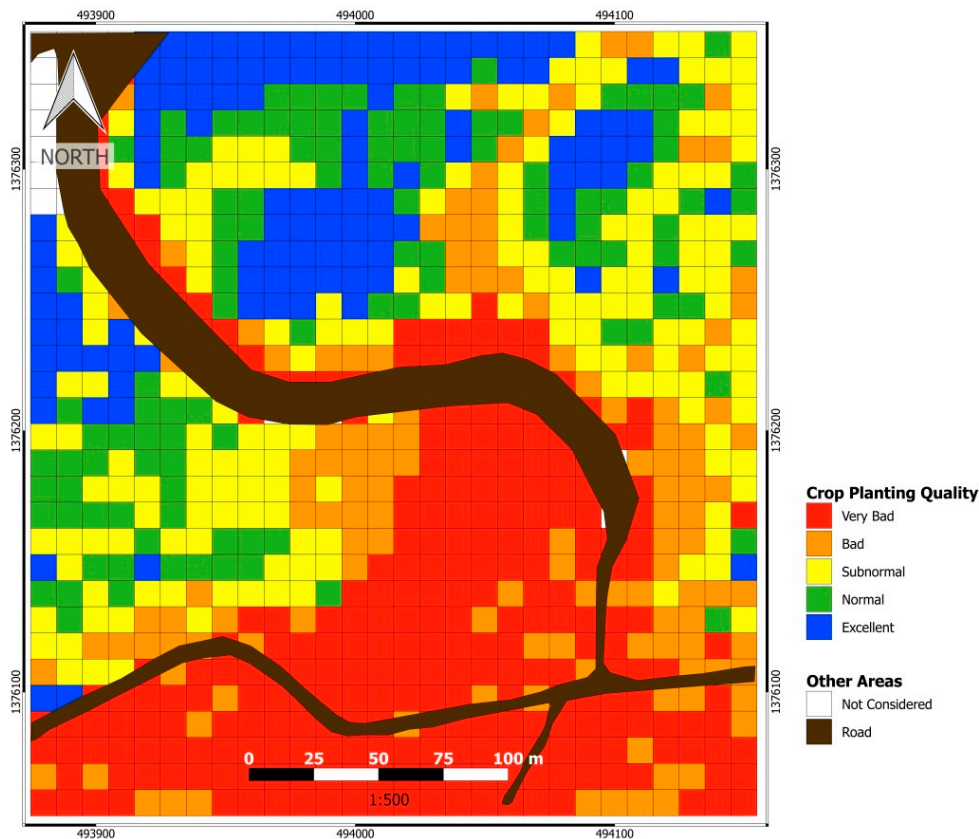 493900 494000 494100
NORTH
1376300 1376300
1376200 1376200
Crop Planting Quality
Very Bad
Bad
Subnormal
Normal
Excellent
1376100 1376100
Other Areas
Not Considered
Road
0 25 50 75 100 m
1:500
493900 494000 494100